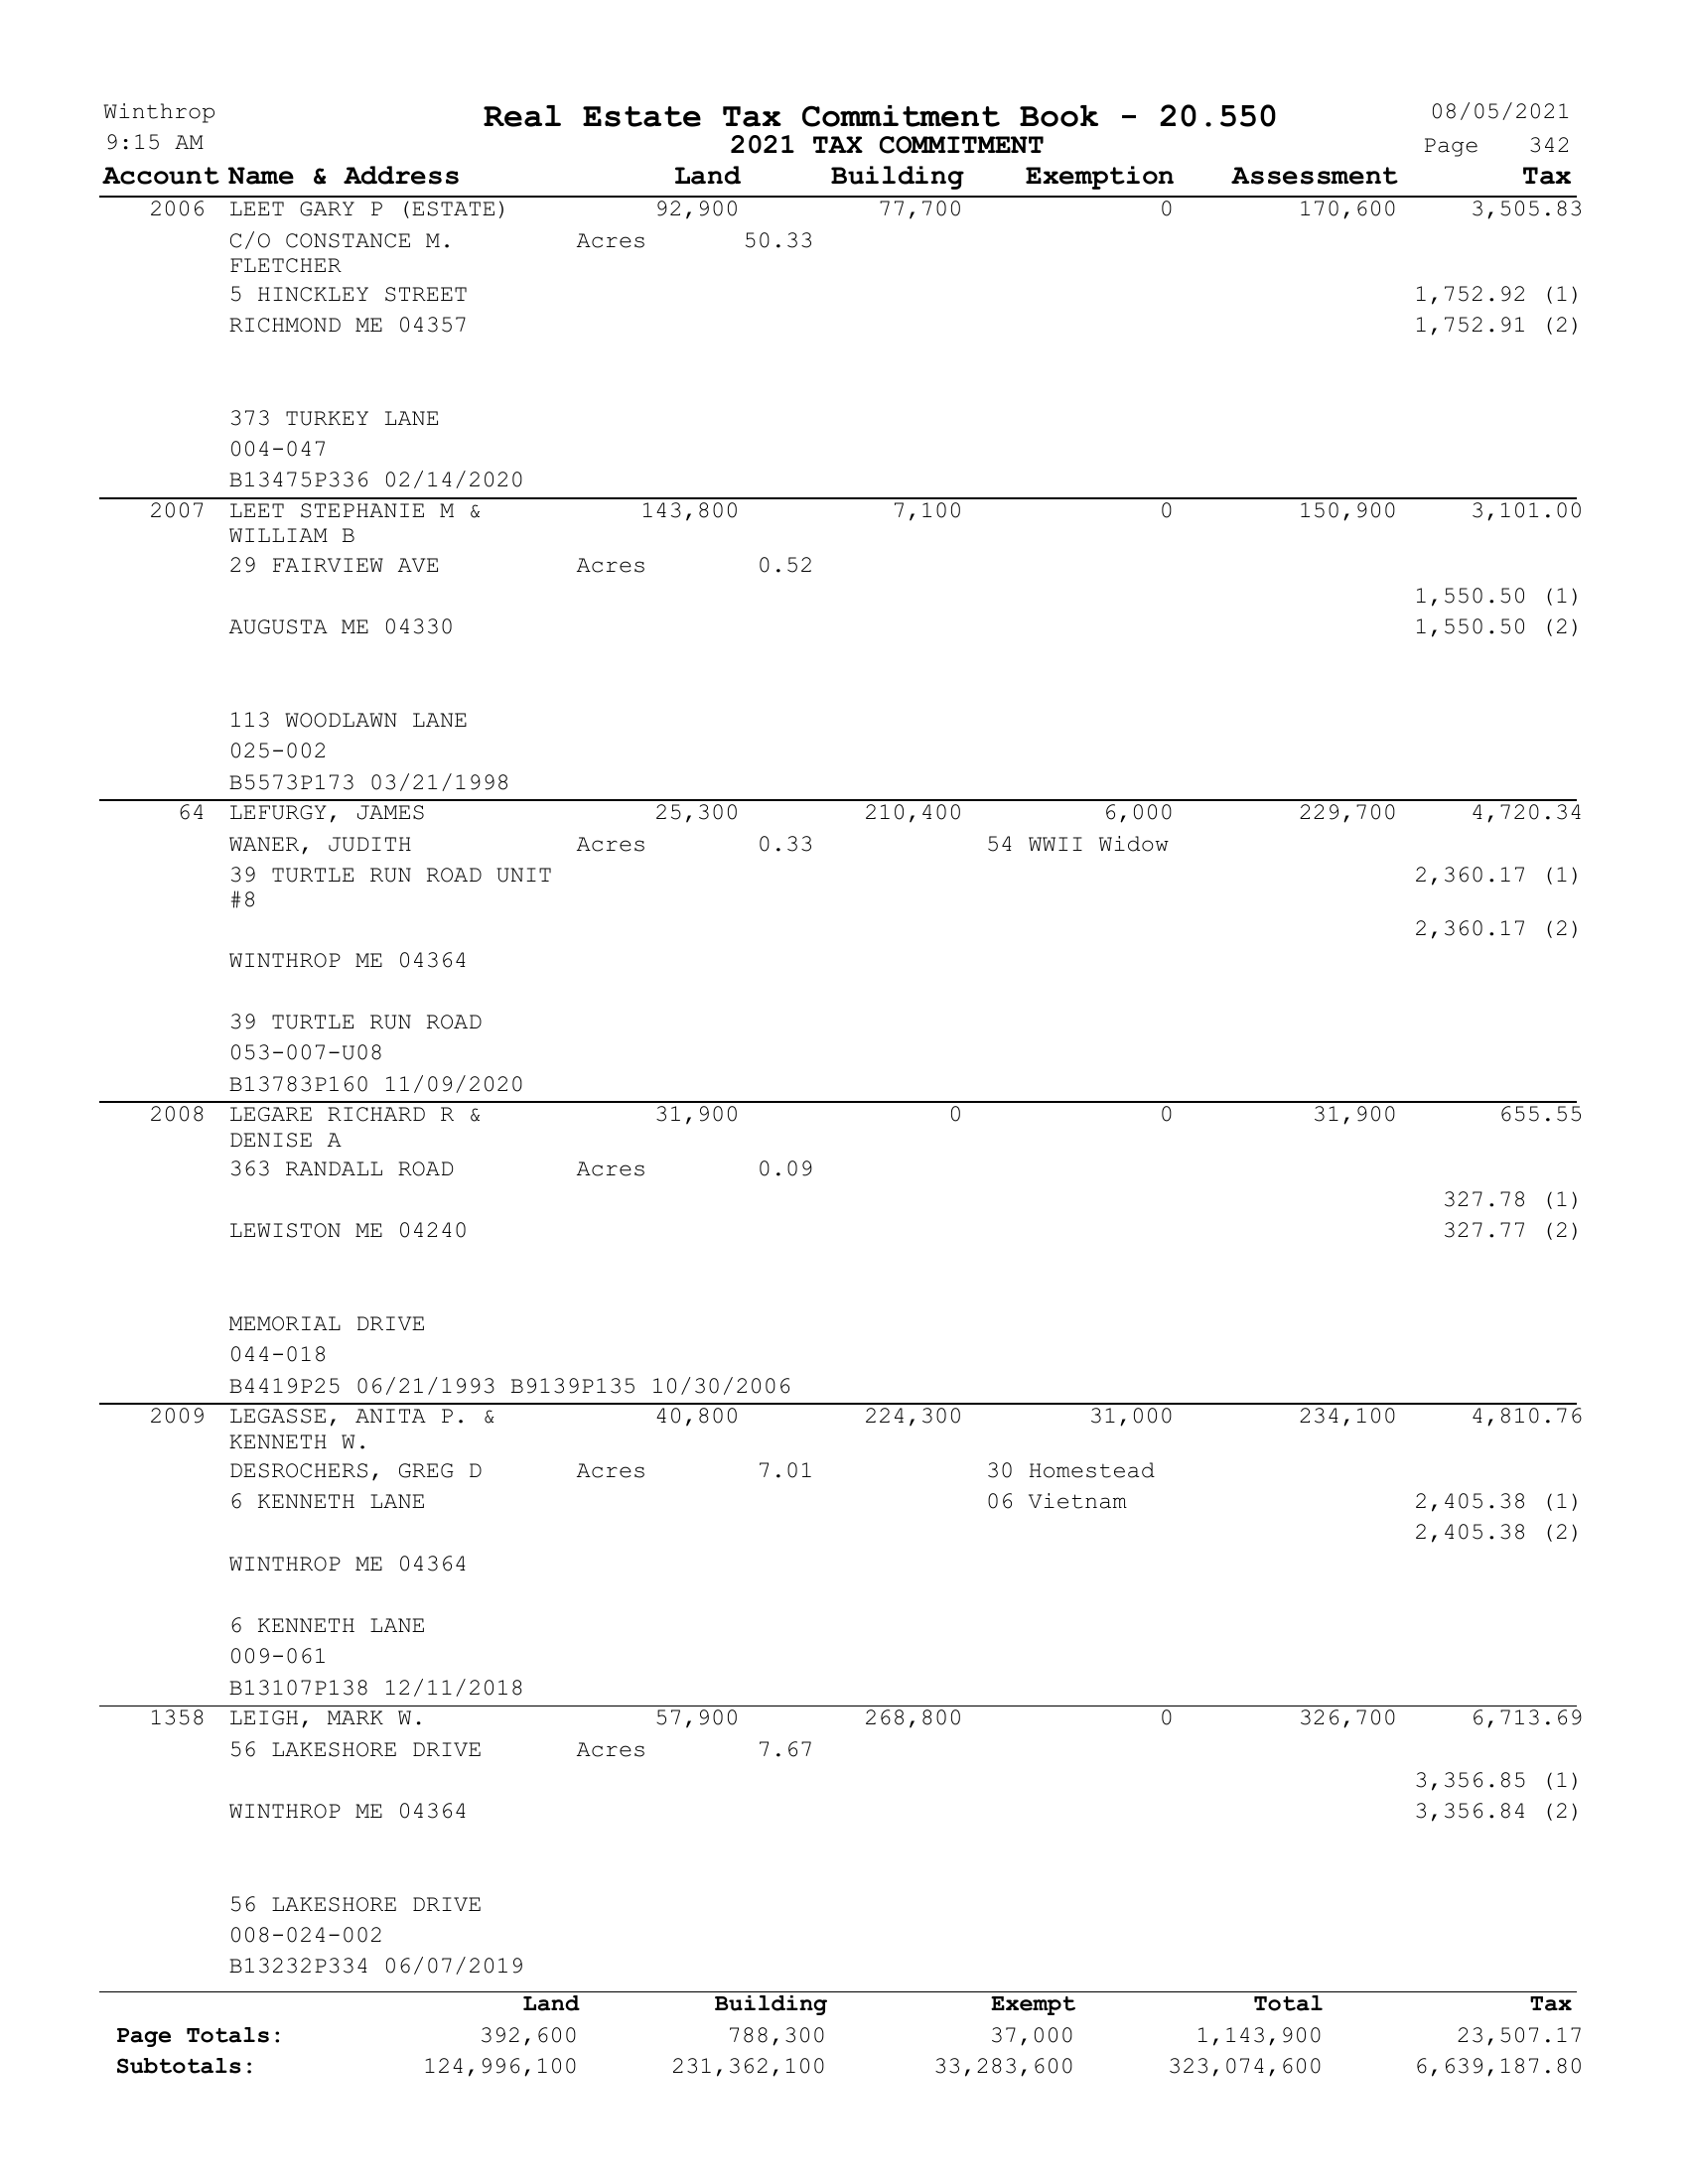 Winthrop Real Estate Tax Commitment Book - 20.550 08/05/2021
9:15 AM 2021 TAX COMMITMENT Page 342
Account Name & Address Land Building Exemption Assessment Tax
2006 LEET GARY P (ESTATE) 92,900 77,700 0 170,600 3,505.83
C/O CONSTANCE M. Acres 50.33
FLETCHER
5 HINCKLEY STREET 1,752.92 (1)
RICHMOND ME 04357 1,752.91 (2)
373 TURKEY LANE
004-047
B13475P336 02/14/2020
2007 LEET STEPHANIE M & 143,800 7,100 0 150,900 3,101.00
WILLIAM B
29 FAIRVIEW AVE Acres 0.52
1,550.50 (1)
AUGUSTA ME 04330 1,550.50 (2)
113 WOODLAWN LANE
025-002
B5573P173 03/21/1998
64 LEFURGY, JAMES 25,300 210,400 6,000 229,700 4,720.34
WANER, JUDITH Acres 0.33 54 WWII Widow
39 TURTLE RUN ROAD UNIT 2,360.17 (1)
#8
2,360.17 (2)
WINTHROP ME 04364
39 TURTLE RUN ROAD
053-007-U08
B13783P160 11/09/2020
2008 LEGARE RICHARD R & 31,900 0 0 31,900 655.55
DENISE A
363 RANDALL ROAD Acres 0.09
327.78 (1)
LEWISTON ME 04240 327.77 (2)
MEMORIAL DRIVE
044-018
B4419P25 06/21/1993 B9139P135 10/30/2006
2009 LEGASSE, ANITA P. & 40,800 224,300 31,000 234,100 4,810.76
KENNETH W.
DESROCHERS, GREG D Acres 7.01 30 Homestead
6 KENNETH LANE 06 Vietnam 2,405.38 (1)
2,405.38 (2)
WINTHROP ME 04364
6 KENNETH LANE
009-061
B13107P138 12/11/2018
1358 LEIGH, MARK W. 57,900 268,800 0 326,700 6,713.69
56 LAKESHORE DRIVE Acres 7.67
3,356.85 (1)
WINTHROP ME 04364 3,356.84 (2)
56 LAKESHORE DRIVE
008-024-002
B13232P334 06/07/2019
Land Building Exempt Total Tax
Page Totals: 392,600 788,300 37,000 1,143,900 23,507.17
Subtotals: 124,996,100 231,362,100 33,283,600 323,074,600 6,639,187.80